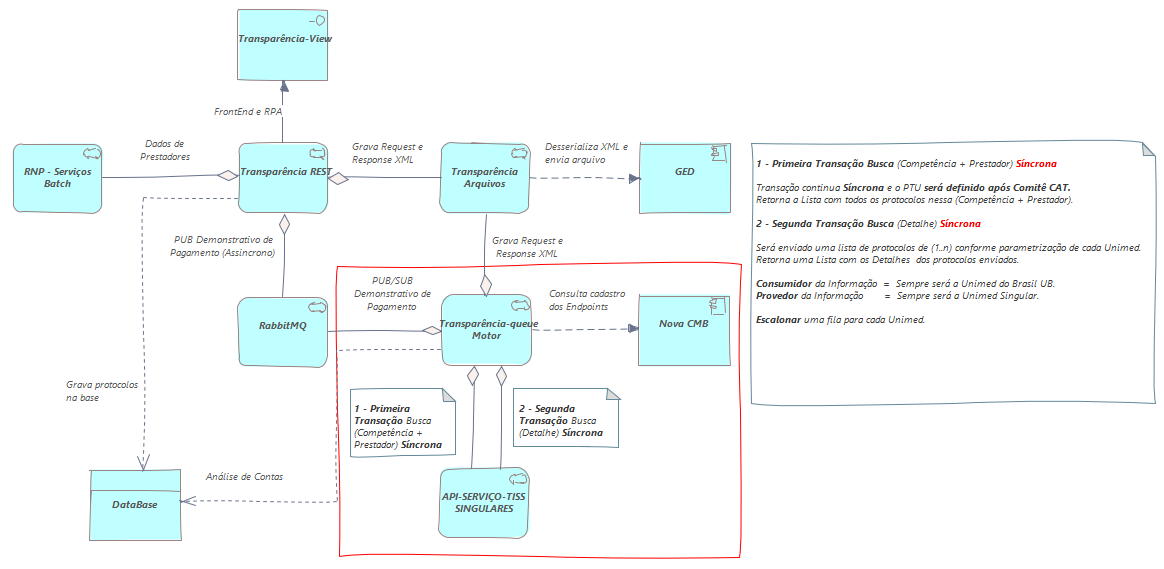 Transparência-View
FrontEnd e RPA
RNP - Serviços
Batch
Dados de
Prestadores
Transparência REST
Grava Request e
Response XML
Transparência
Arquivos
Desserializa XML e
envia arquivo
GED
PUB Demonstrativo de
Pagamento (Assincrono)
Grava Request e
Response XML
RabbitMQ
PUB/SUB
Demonstrativo de
Pagamento
Transparência-queue
Motor
Consulta cadastro
dos Endpoints
Nova CMB
Grava protocolos
na base
1 - Primeira
Transação Busca
(Competência +
Prestador) Síncrona
2 - Segunda
Transação Busca
(Detalhe) Síncrona
Análise de Contas
DataBase
API-SERVIÇO-TISS
SINGULARES
1 - Primeira Transação Busca (Competência + Prestador) Síncrona
Transação continua Síncrona e o PTU será definido após Comitê CAT.
Retorna a Lista com todos os protocolos nessa (Competência + Prestador).
2 - Segunda Transação Busca (Detalhe) Síncrona
Será enviado uma lista de protocolos de (1..n) conforme parametrização de cada Unimed.
Retorna uma Lista com os Detalhes dos protocolos enviados.
Consumidor da Informação = Sempre será a Unimed do Brasil UB.
Provedor da Informação = Sempre será a Unimed Singular.
Escalonar uma fila para cada Unimed.